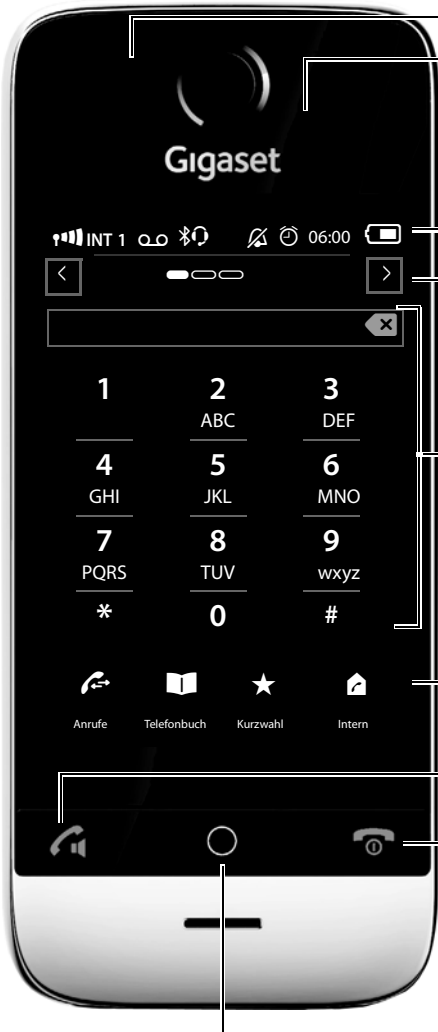 Gigaset
INT 1 06:00
1 2 3
ABC DEF
4 5 6
GHI JKL MNO
7 8 9
PQRS TUV wxyz
* 0 #
Anrufe Telefonbuch Kurzwahl Intern